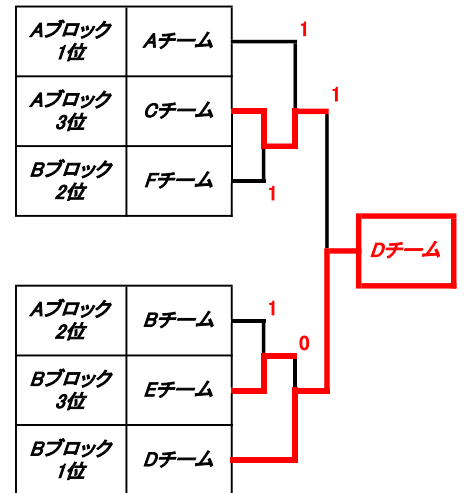 Aブロック
1位
Aチーム
1
Aブロック
3位
Cチーム
1
Bブロック
2位
Fチーム
1
Dチーム
Aブロック
2位
Bチーム
1
Bブロック
3位
Eチーム
0
Bブロック
1位
Dチーム